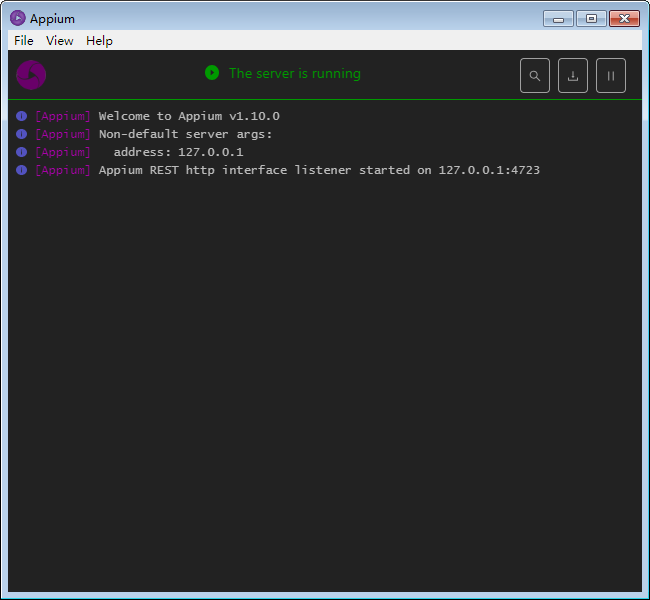 Appium
File View Help
The server is running
[Appium] Welcome to Appium v1.10.0
[Appium] Non-default server args:
[Appium]   address: 127.0.0.1
[Appium] Appium REST http interface listener started on 127.0.0.1:4723